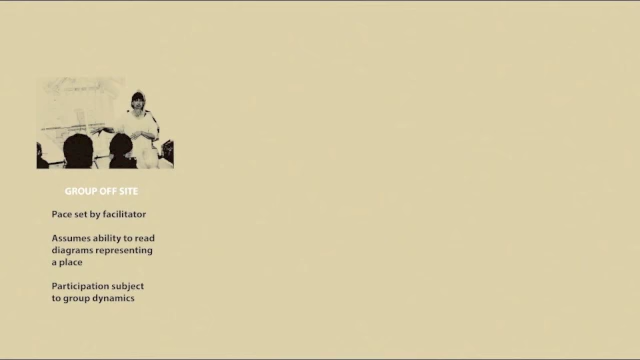 GROUP OFF SITE
Pace set by facilitator
Assumes ability to read
diagrams representing
a place
Participation subject
to group dynamics